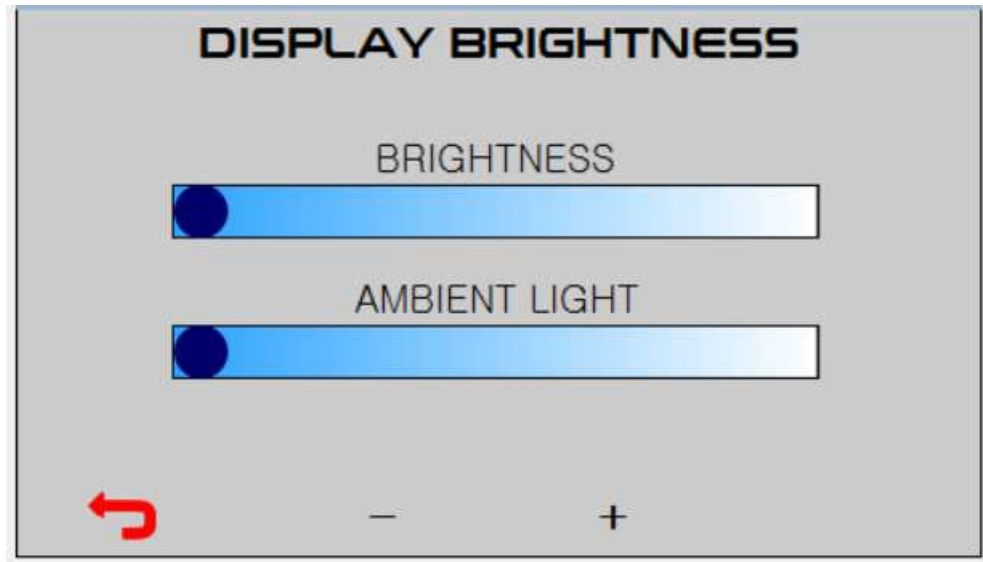 DISPLAY BRIGHTNESS
BRIGHTNESS
AMBIENT LIGHT
- +